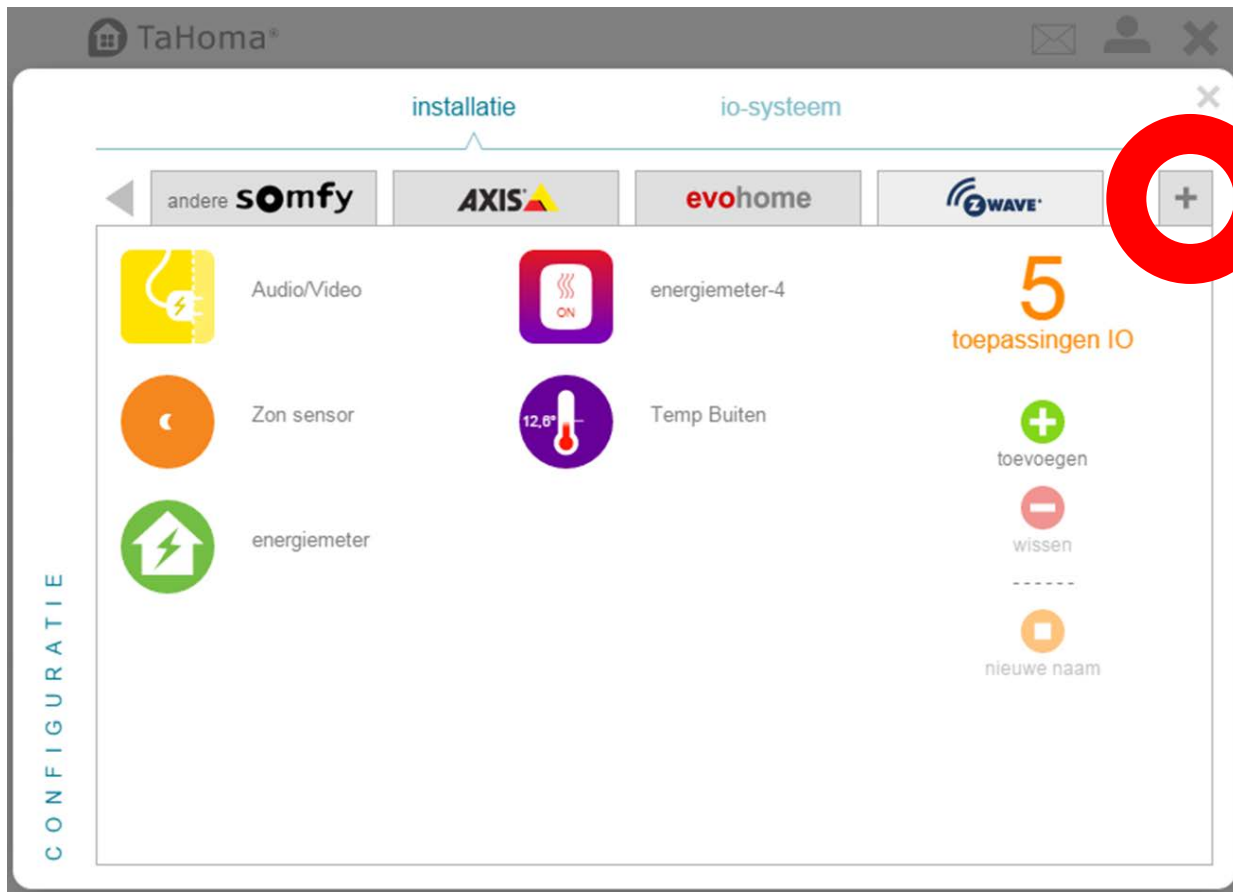 TaHoma®
installatie
io-systeem
andere somfy
AXIS
evohome
Z WAVE
+
Audio/Video
ON
energiemeter-4
5
toepassingen IO
Zon sensor
12,6°
Temp Buiten
toevoegen
energiemeter
wissen
------
nieuwe naam
CONFIGURATIE